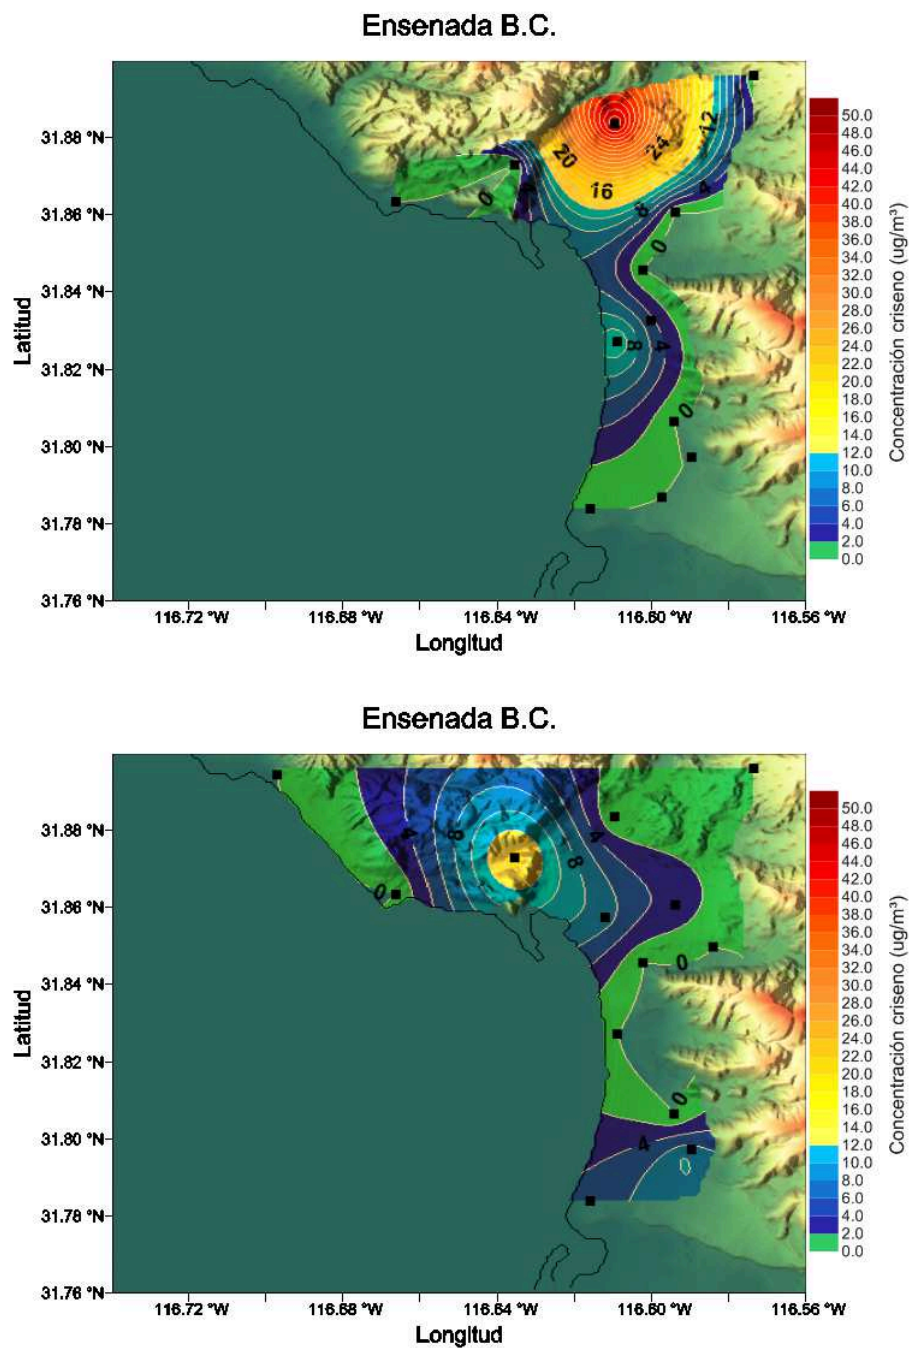 Ensenada B.C.
31.88 °N
31.86 °N
31.84 °N
31.82 °N
31.80 °N
31.78 °N
31.76 °N
Latitud
116.72 °W
116.68 °W
116.64 °W
116.60 °W
116.56 °W
Longitud
20
24
12
16
8
4
4
0
0
8
4
0
50.0
48.0
46.0
44.0
42.0
40.0
38.0
36.0
34.0
32.0
30.0
28.0
26.0
24.0
22.0
20.0
18.0
16.0
14.0
12.0
10.0
8.0
6.0
4.0
2.0
0.0
Concentración criseno (ug/m³)
Ensenada B.C.
31.88 °N
31.86 °N
31.84 °N
31.82 °N
31.80 °N
31.78 °N
31.76 °N
Latitud
116.72 °W
116.68 °W
116.64 °W
116.60 °W
116.56 °W
Longitud
4
8
4
8
0
0
0
4
50.0
48.0
46.0
44.0
42.0
40.0
38.0
36.0
34.0
32.0
30.0
28.0
26.0
24.0
22.0
20.0
18.0
16.0
14.0
12.0
10.0
8.0
6.0
4.0
2.0
0.0
Concentración criseno (ug/m³)